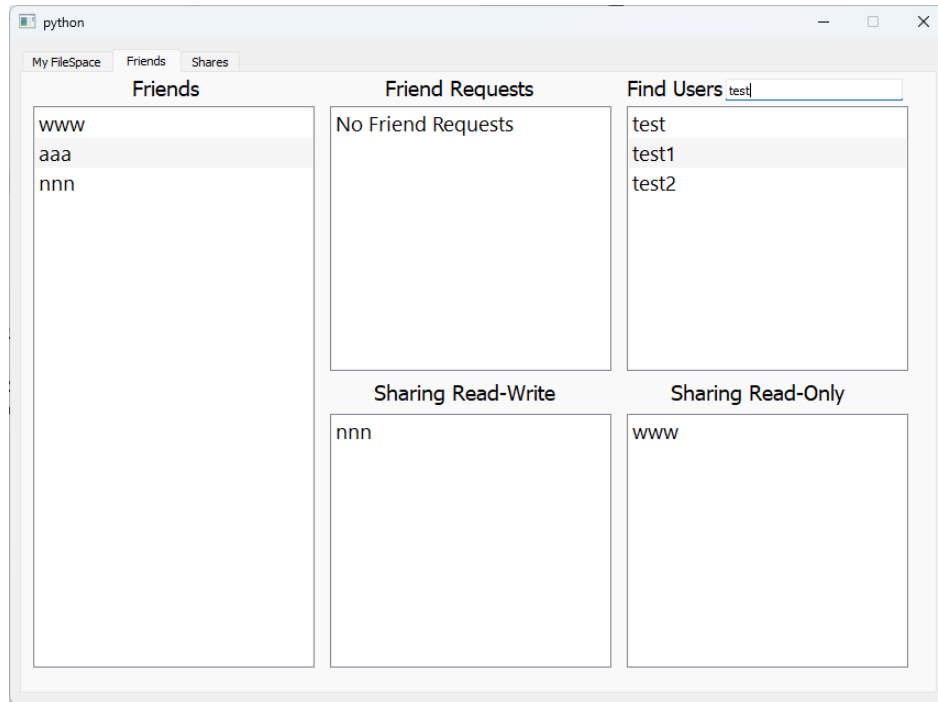 python
My FileSpace Friends Shares
Friends
www
aaa
nnn
Friend Requests
No Friend Requests
Find Users test
test
test1
test2
Sharing Read-Write
nnn
Sharing Read-Only
www